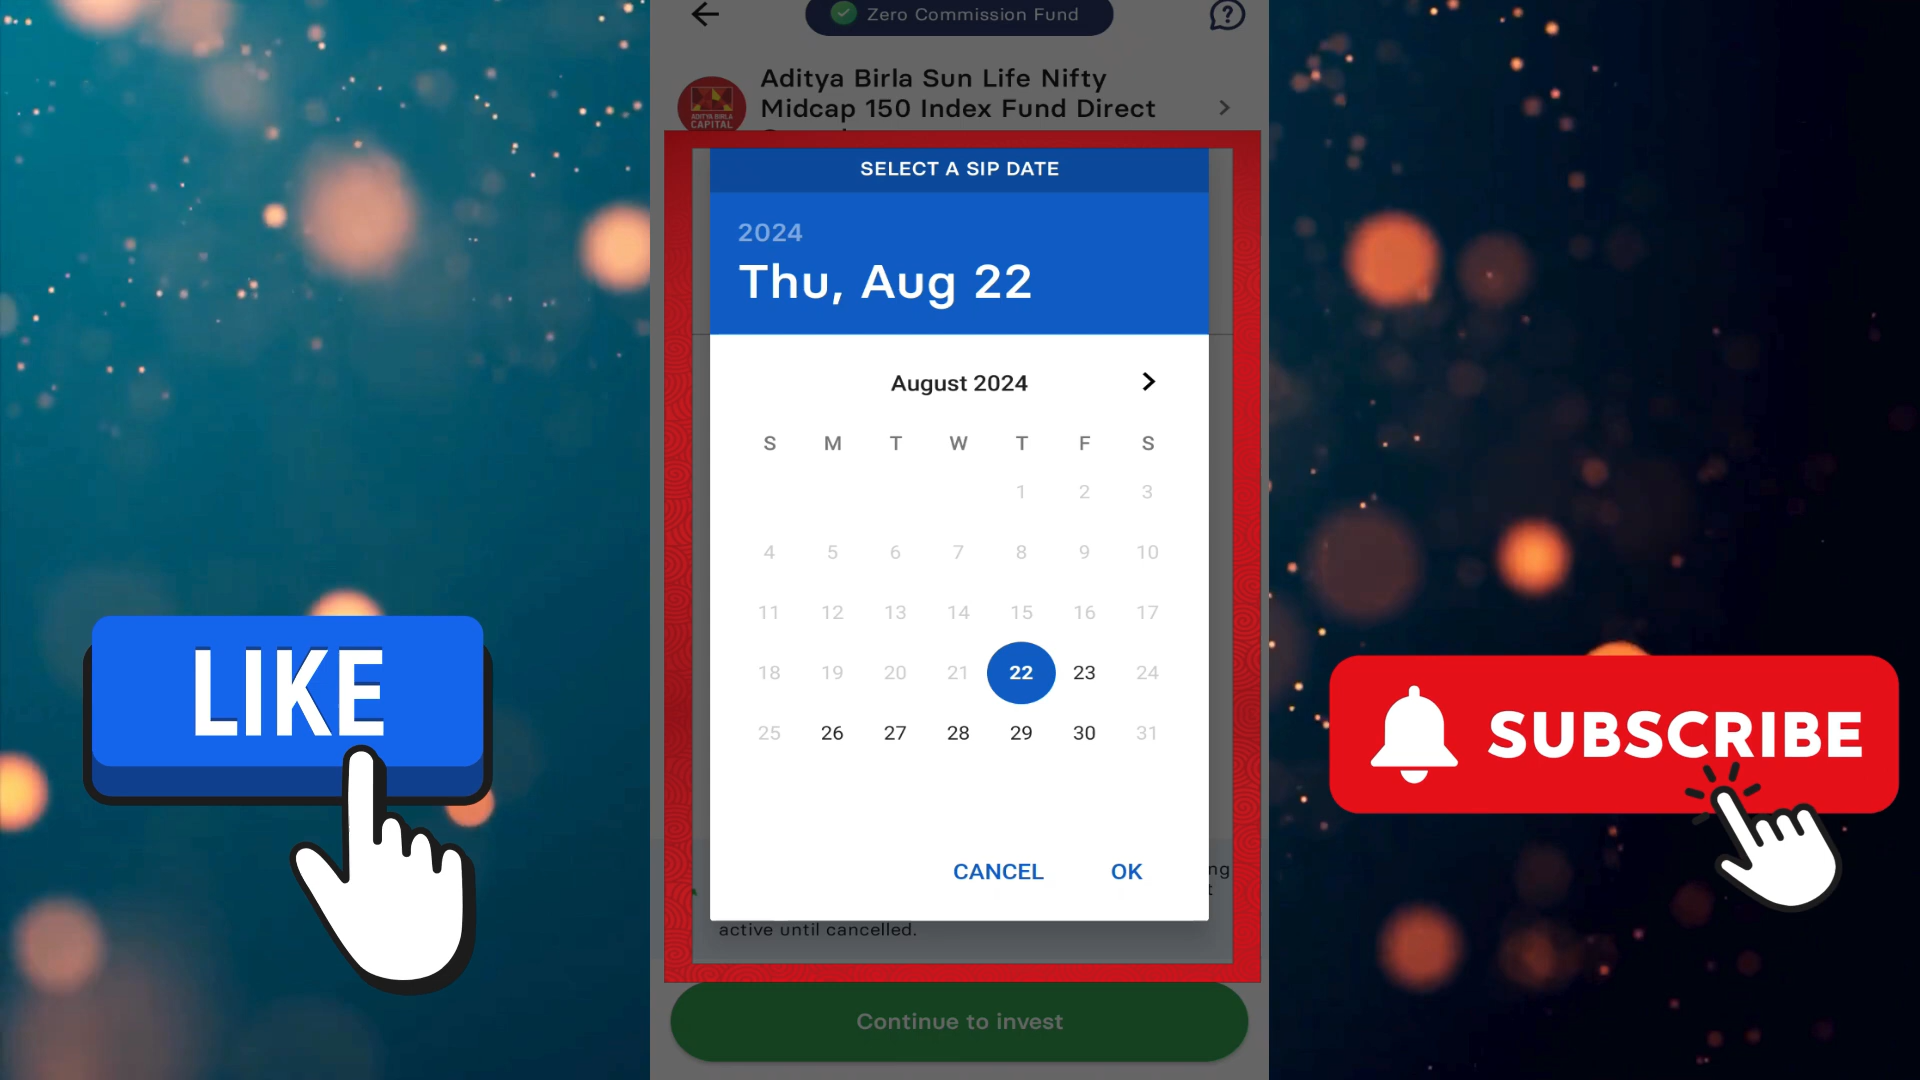 Zero Commission Fund
Aditya Birla Sun Life Nifty
Midcap 150 Index Fund Direct
ADITYA BIRLA
CAPITAL
SELECT A SIP DATE
2024
Thu, Aug 22
August 2024
S M T W T F S
1 2 3
4 5 6 7 8 9 10
11 12 13 14 15 16 17
18 19 20 21 22 23 24
25 26 27 28 29 30 31
CANCEL OK
active until cancelled.
Continue to invest
LIKE
SUBSCRIBE